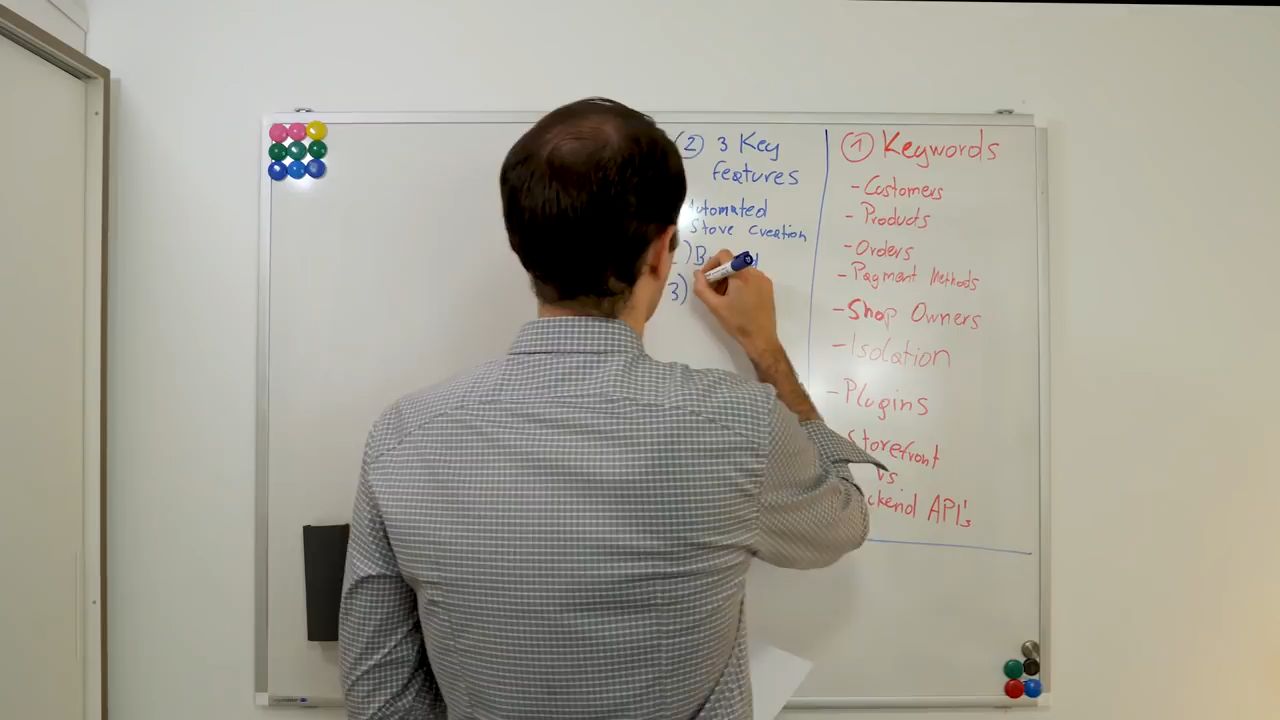 ② 3 Key
features
utomated
Store Creation
)
3)
① Keywords
- Customers
- Products
- Orders
- Payment Methods
- Shop Owners
- Isolation
- Plugins
Storefront
vs
ckend API's